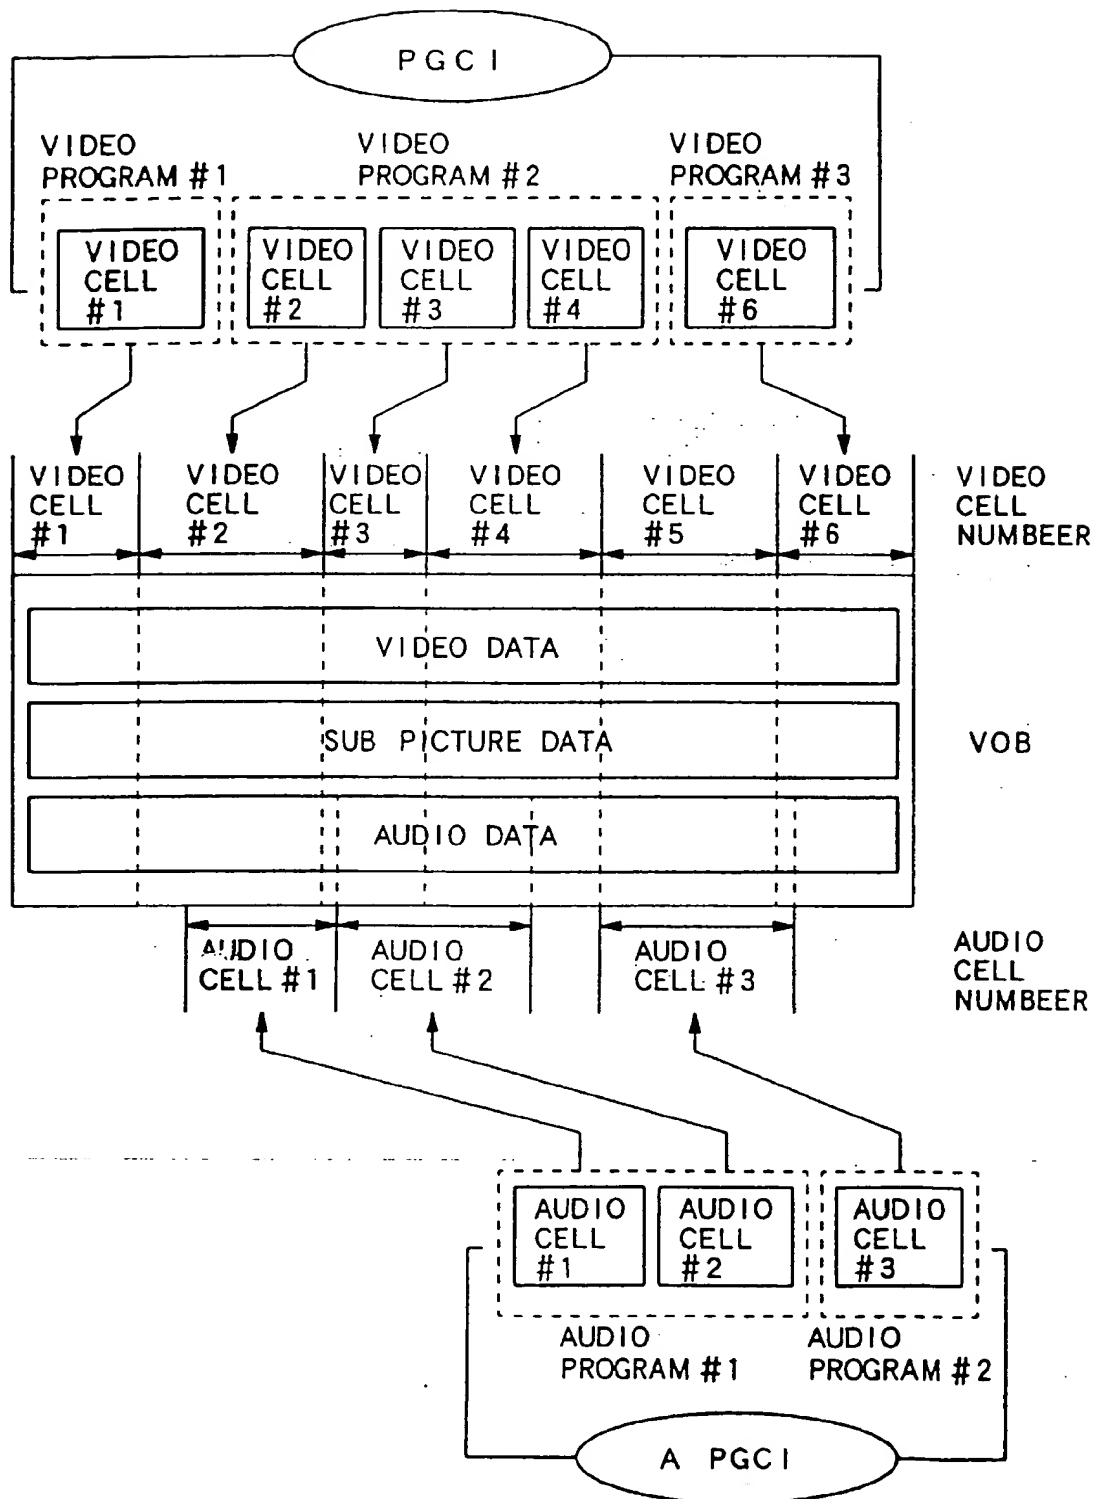 PGCI
VIDEO PROGRAM #1
VIDEO PROGRAM #2
VIDEO PROGRAM #3
VIDEO CELL #1
VIDEO CELL #2
VIDEO CELL #3
VIDEO CELL #4
VIDEO CELL #6
VIDEO CELL #1
VIDEO CELL #2
VIDEO CELL #3
VIDEO CELL #4
VIDEO CELL #5
VIDEO CELL #6
VIDEO CELL NUMBEER
VIDEO DATA
SUB PICTURE DATA
VOB
AUDIO DATA
AUDIO CELL #1
AUDIO CELL #2
AUDIO CELL #3
AUDIO CELL NUMBEER
AUDIO CELL #1
AUDIO CELL #2
AUDIO CELL #3
AUDIO PROGRAM #1
AUDIO PROGRAM #2
A PGCI